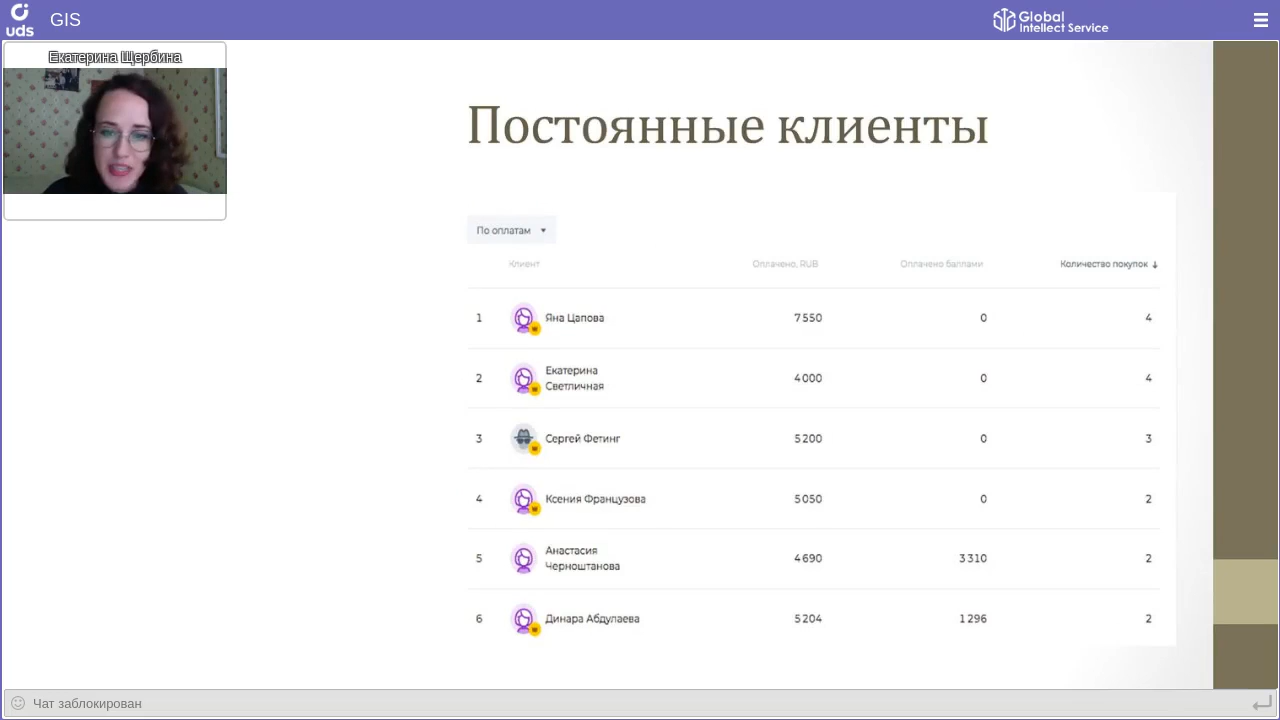 uds
GIS
Global
Intellect Service
Екатерина Щербина
Постоянные клиенты
По оплатам
Клиент Оплачено, RUB Оплачено баллами Количество покупок ↓
1 Яна Цапова 7 550 0 4
2 Екатерина
Светличная 4 000 0 4
3 Сергей Фетинг 5 200 0 3
4 Ксения Французова 5 050 0 2
5 Анастасия
Черноштанова 4 690 3 310 2
6 Динара Абдулаева 5 204 1 296 2
Чат заблокирован